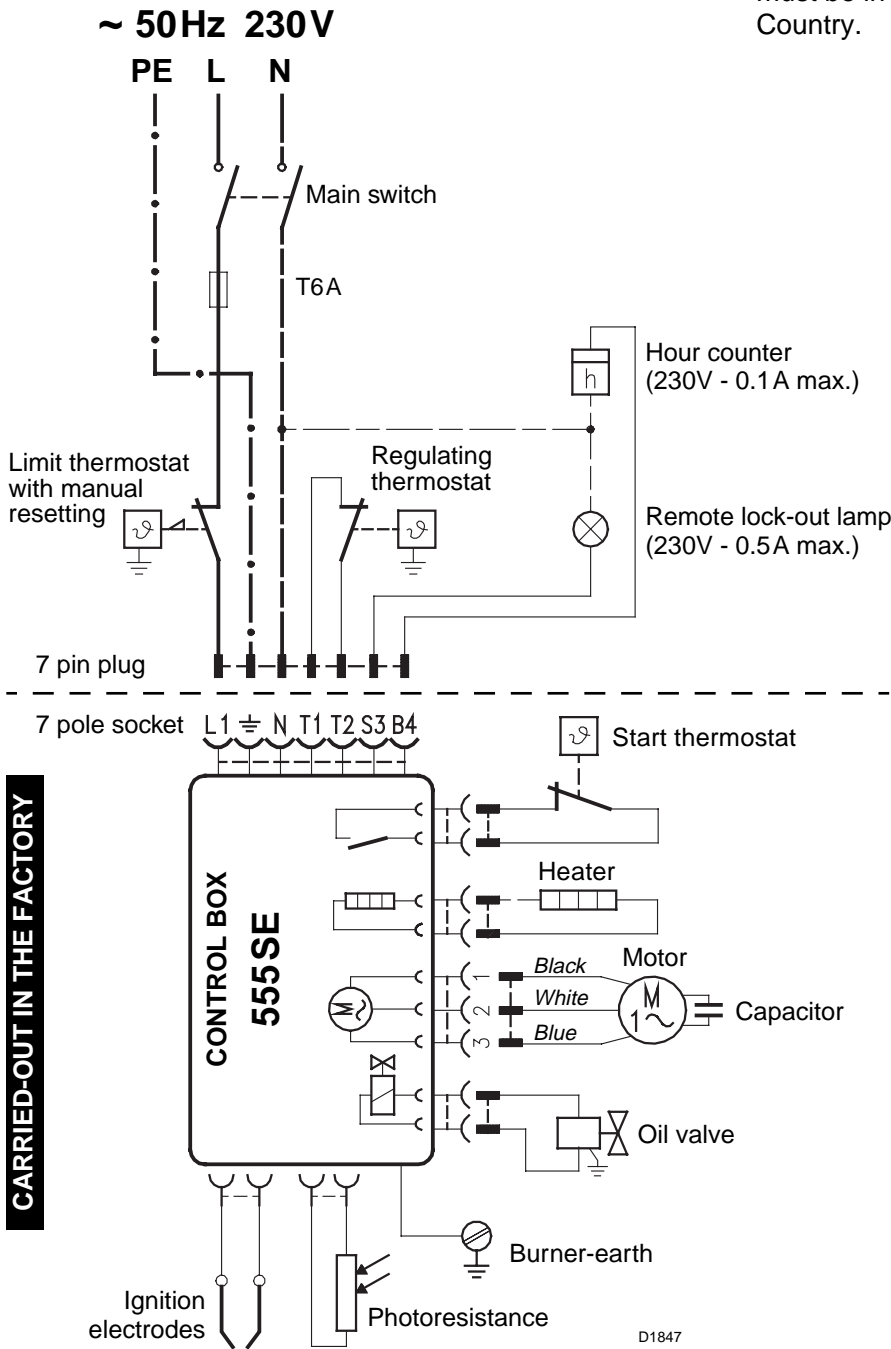 must be in
Country.
~ 50Hz 230V
PE L N
Main switch
T6A
Hour counter
(230V - 0.1A max.)
h
Limit thermostat
with manual
resetting
Regulating
thermostat
ϑ
ϑ
Remote lock-out lamp
(230V - 0.5A max.)
7 pin plug
7 pole socket
L1 N T1 T2 S3 B4
ϑ
Start thermostat
CARRIED-OUT IN THE FACTORY
CONTROL BOX
555SE
Heater
M
1
Black
2
White
3
Blue
Motor
M
1
Capacitor
Oil valve
Burner-earth
Ignition
electrodes
Photoresistance
D1847